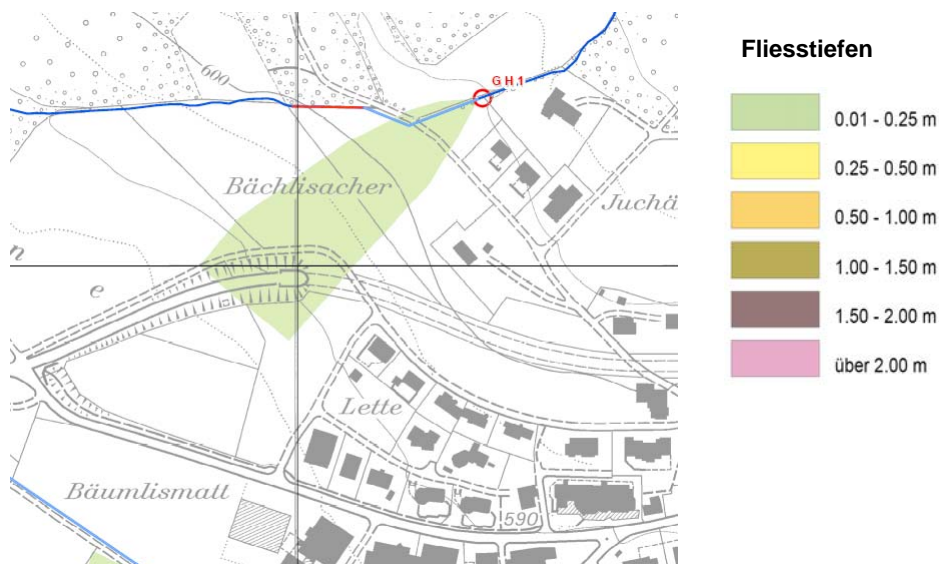 Fliesstiefen
G H.1
600
0.01 - 0.25 m
0.25 - 0.50 m
Bächlisacher
Juchä
0.50 - 1.00 m
n
1.00 - 1.50 m
e
1.50 - 2.00 m
über 2.00 m
Lette
Bäumlismatt
590